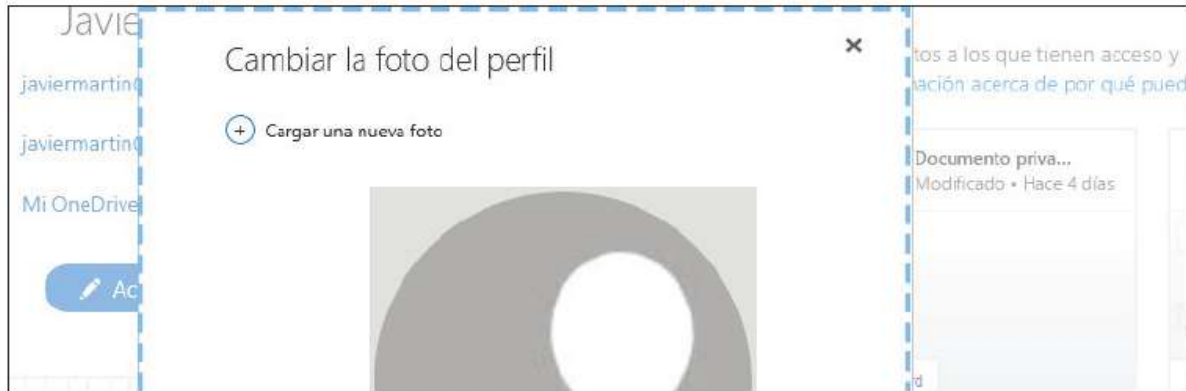 Javie
Cambiar la foto del perfil
tos a los que tienen acceso y
javiermartin
ación acerca de por qué pued
Cargar una nueva foto
javiermartin
Documento priva...
Modificado • Hace 4 días
Mi OneDrive
Ac
rd